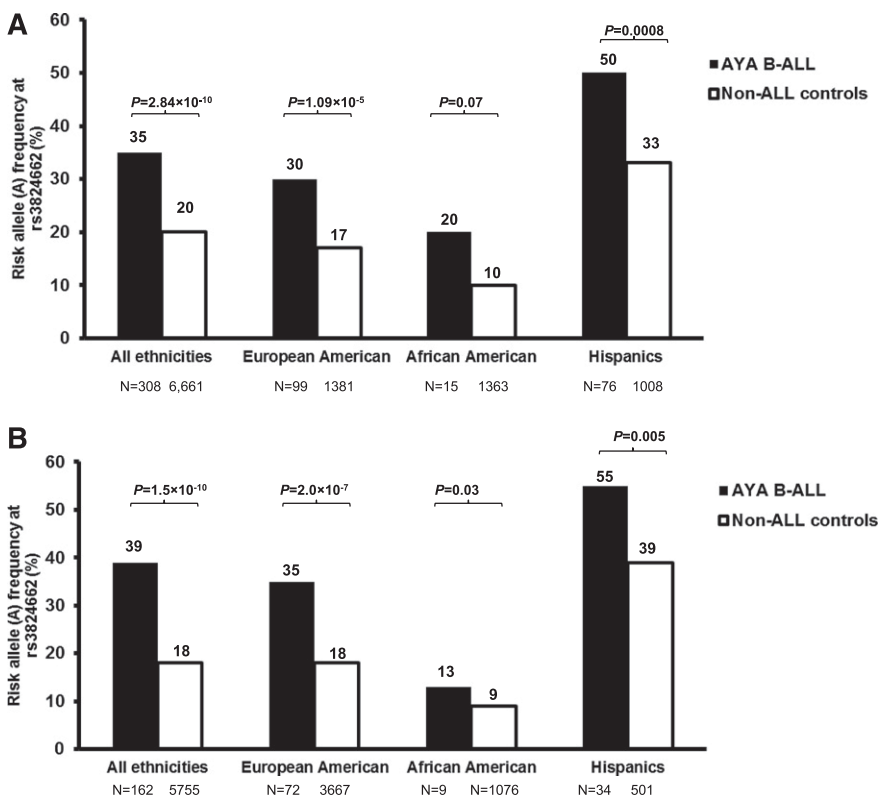 A
Risk allele (A) frequency at
rs3824662 (%)
60
50
40
30
20
10
0
P=2.84×10-10
35
20
P=1.09×10-5
30
17
P=0.07
20
10
P=0.0008
50
33
AYA B-ALL
Non-ALL controls
All ethnicities European American African American Hispanics
N=308 6,661 N=99 1381 N=15 1363 N=76 1008
B
Risk allele (A) frequency at
rs3824662 (%)
60
50
40
30
20
10
0
P=1.5×10-10
39
18
P=2.0×10-7
35
18
P=0.03
13
9
P=0.005
55
39
AYA B-ALL
Non-ALL controls
All ethnicities European American African American Hispanics
N=162 5755 N=72 3667 N=9 N=1076 N=34 501